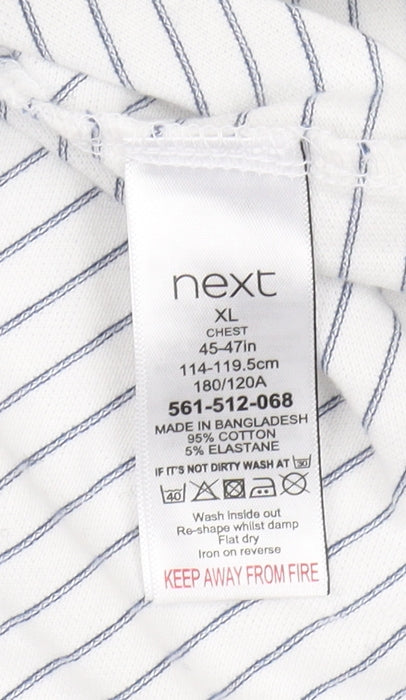 next
XL
CHEST
45-47in
114-119.5cm
180/120A
561-512-068
MADE IN BANGLADESH
95% COTTON
5% ELASTANE
IF IT'S NOT DIRTY WASH AT 30
40
Wash inside out
Re-shape whilst damp
Flat dry
Iron on reverse
KEEP AWAY FROM FIRE